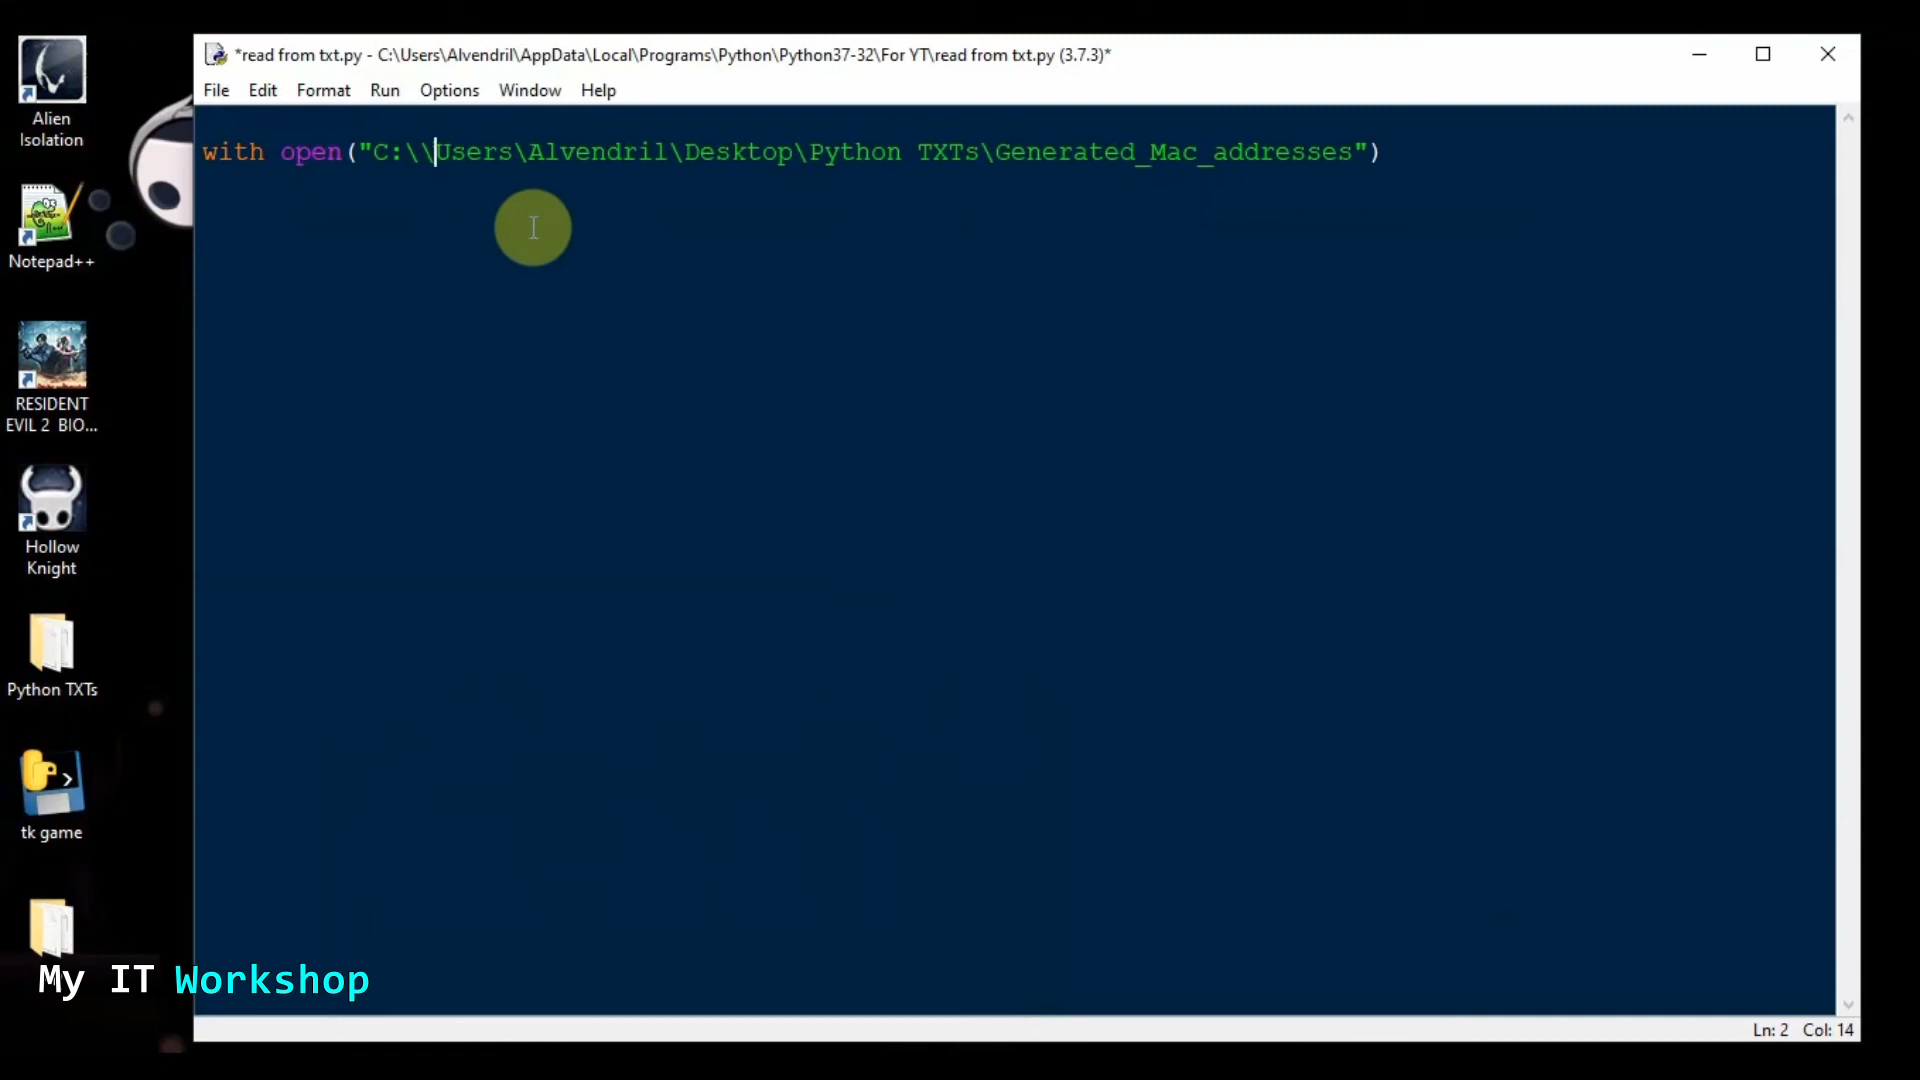 *read from txt.py - C:\Users\Alvendril\AppData\Local\Programs\Python\Python37-32\For YT\read from txt.py (3.7.3)*
File Edit Format Run Options Window Help
with open("C:\\Users\Alvendril\Desktop\Python TXTs\Generated_Mac_addresses")
Alien
Isolation
Notepad++
RESIDENT
EVIL 2 BIO...
Hollow
Knight
Python TXTs
tk game
My IT Workshop
Ln: 2 Col: 14